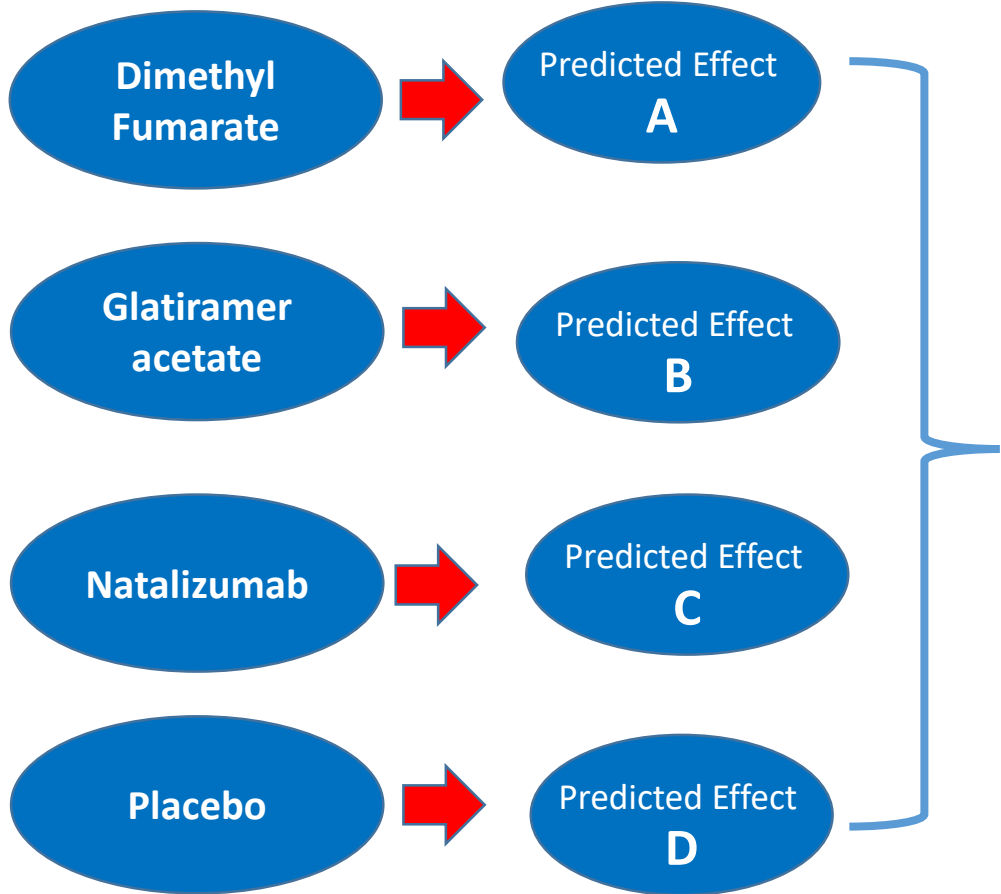 Dimethyl
Fumarate
Predicted Effect
A
Glatiramer
acetate
Predicted Effect
B
Natalizumab
Predicted Effect
C
Placebo
Predicted Effect
D